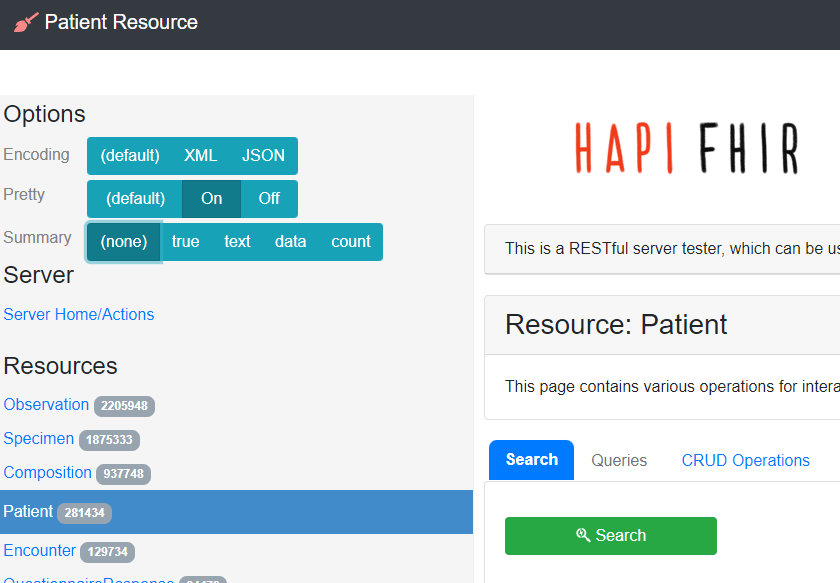 Patient Resource
Options
Encoding (default) XML JSON
Pretty (default) On Off
Summary (none) true text data count
Server
Server Home/Actions
Resources
Observation 2205948
Specimen 1875333
Composition 937748
Patient 281434
Encounter 129734
QuestionnaireResponse
HAPI FHIR
This is a RESTful server tester, which can be us
Resource: Patient
This page contains various operations for intera
Search Queries CRUD Operations
Search